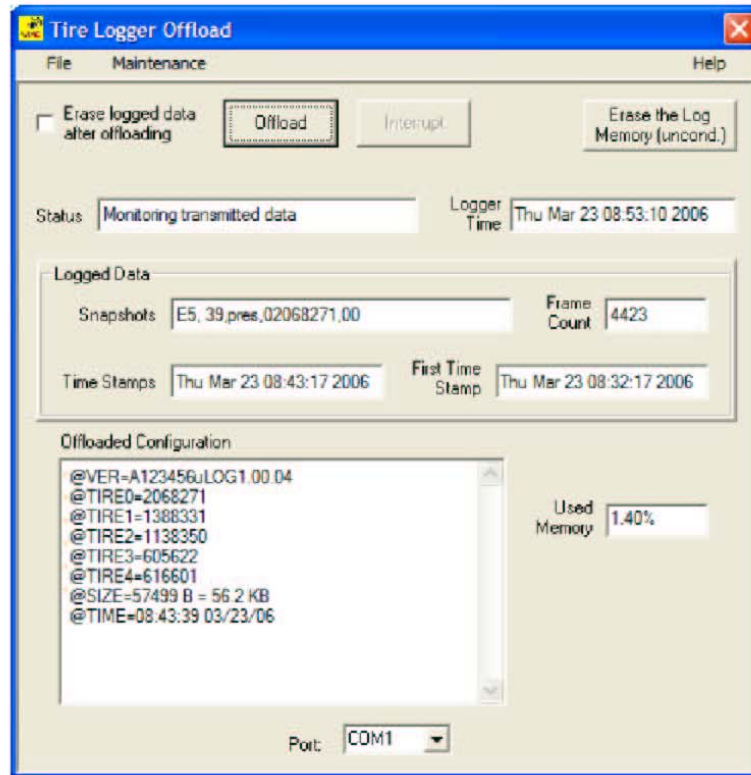 Tire Logger Offload
File Maintenance Help
Erase logged data
after offloading
Offload
Interrupt
Erase the Log
Memory (uncond.)
Status Monitoring transmitted data
Logger
Time Thu Mar 23 08:53:10 2006
Logged Data
Snapshots E5, 39,pres,02068271,00
Frame
Count 4423
Time Stamps Thu Mar 23 08:43:17 2006
First Time
Stamp Thu Mar 23 08:32:17 2006
Offloaded Configuration
@VER=A123456uLOG1.00.04
@TIRE0=2068271
@TIRE1=1388331
@TIRE2=1138350
@TIRE3=605622
@TIRE4=616601
@SIZE=57499 B = 56.2 KB
@TIME=08:43:39 03/23/06
Used
Memory 1.40%
Port: COM1